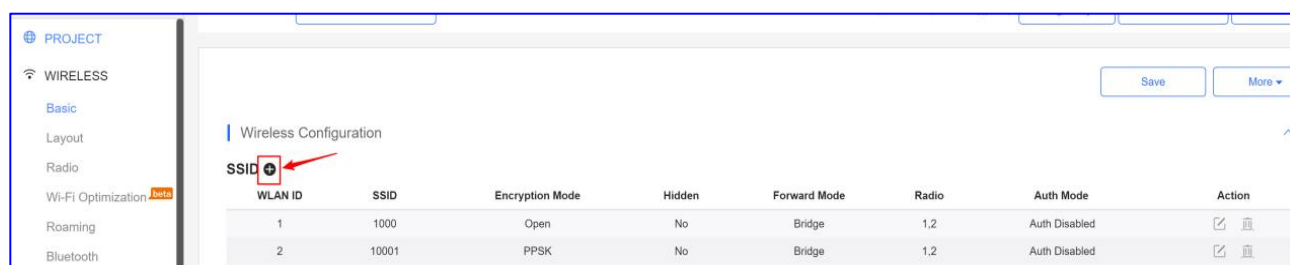 PROJECT
WIRELESS
Basic
Layout
Radio
Wi-Fi Optimization beta
Roaming
Bluetooth
Save More
Wireless Configuration
SSID
WLAN ID SSID Encryption Mode Hidden Forward Mode Radio Auth Mode Action
1 1000 Open No Bridge 1,2 Auth Disabled
2 10001 PPSK No Bridge 1,2 Auth Disabled